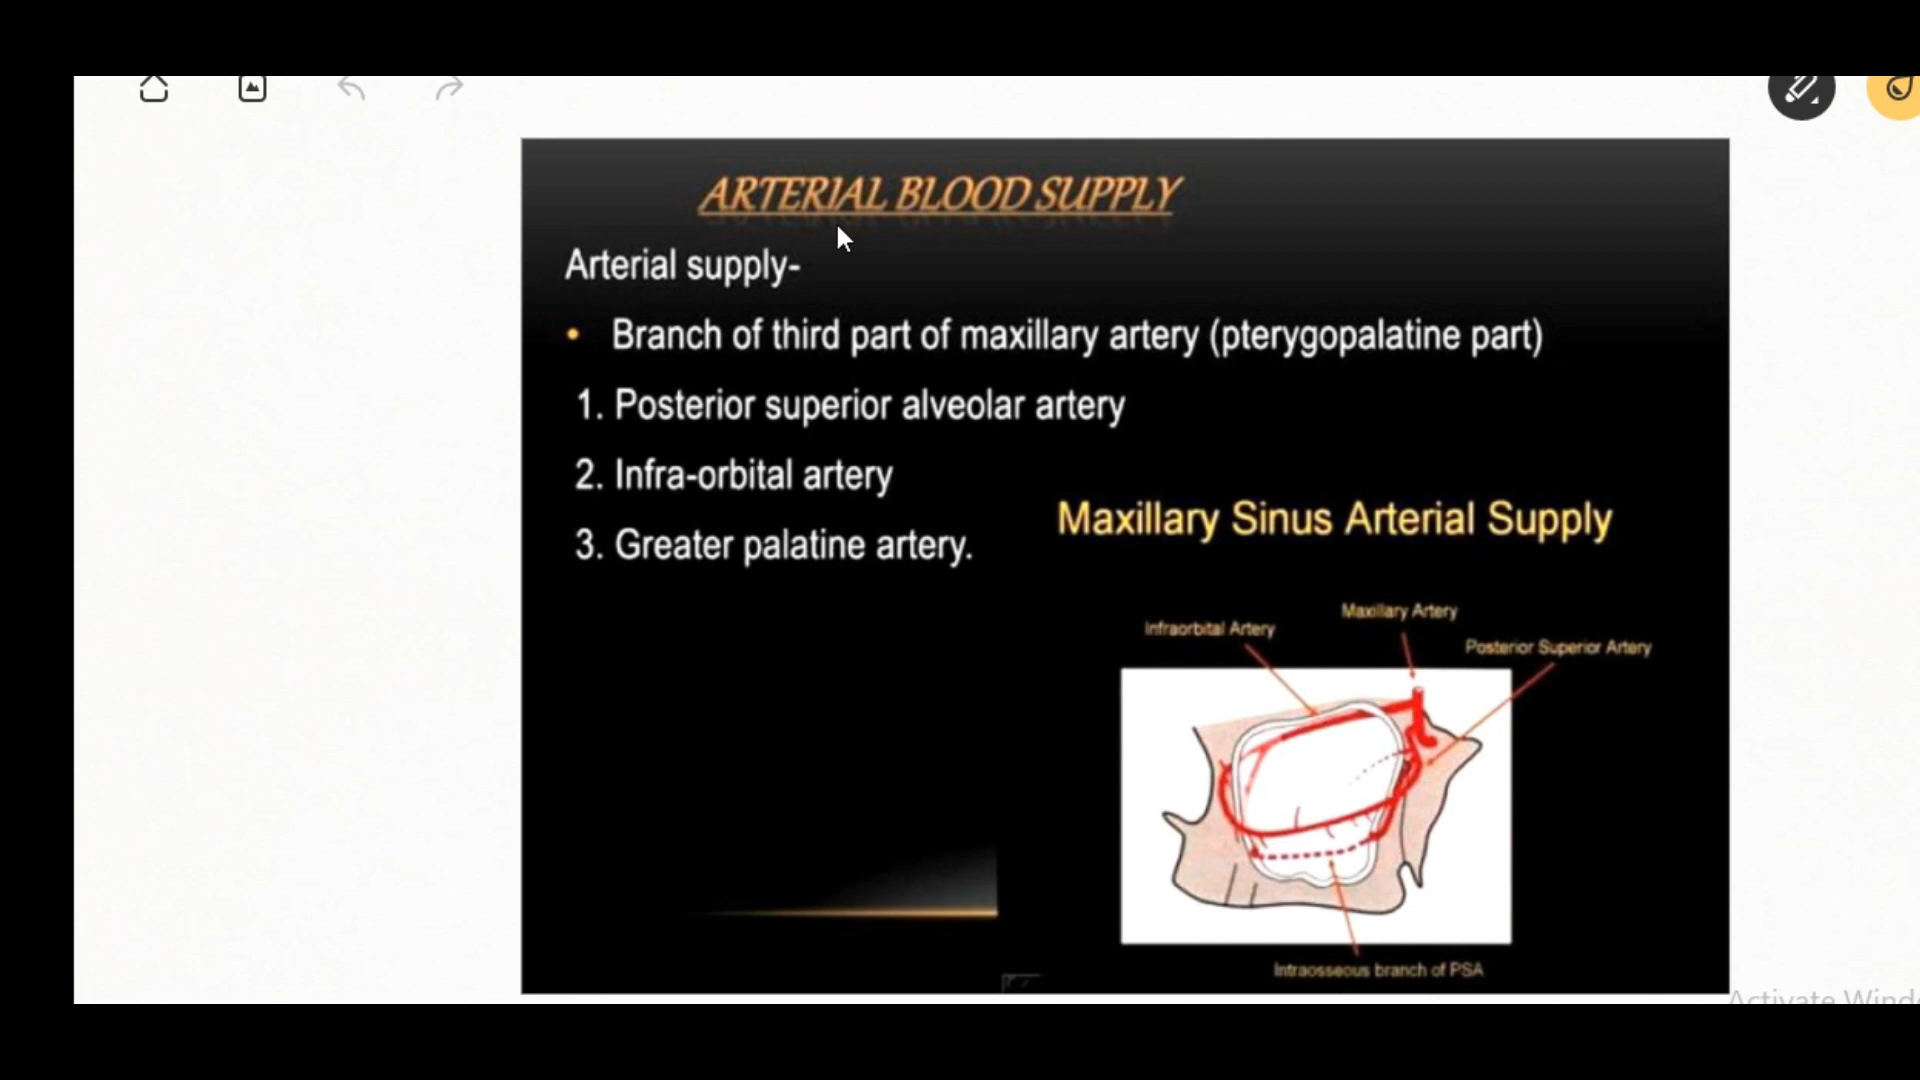 ARTERIAL BLOOD SUPPLY
Arterial supply-
• Branch of third part of maxillary artery (pterygopalatine part)
1. Posterior superior alveolar artery
2. Infra-orbital artery
3. Greater palatine artery.
Maxillary Sinus Arterial Supply
Maxillary Artery
Infraorbital Artery
Posterior Superior Artery
Intraosseous branch of PSA
Activate